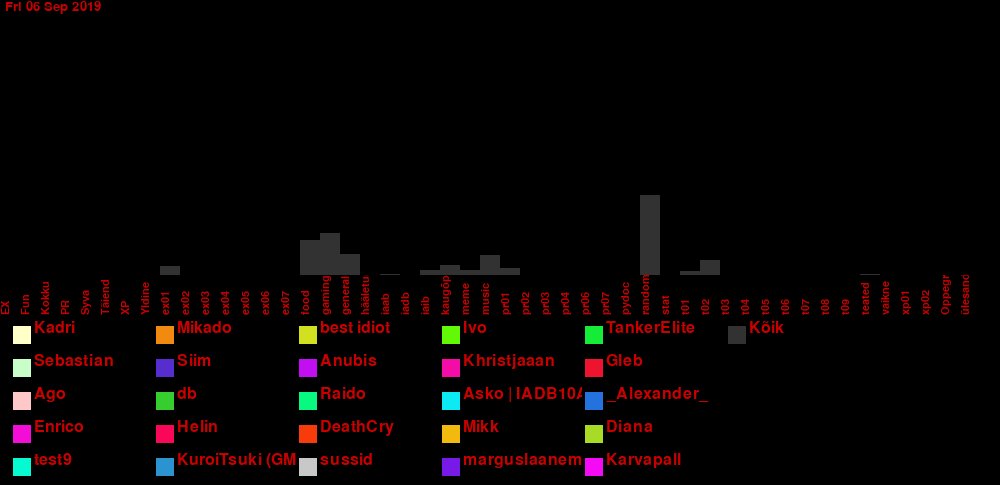 Fri 06 Sep 2019
EX Fun Kokku PR Syva Täiend XP Yldine ex01 ex02 ex03 ex04 ex05 ex06 ex07 food gaming general hääletu iaab iadb iaib kaugõp meme music pr01 pr02 pr03 pr04 pr06 pr07 pydoc random stat t01 t02 t03 t04 t05 t06 t07 t08 t09 teated vaikne xp01 xp02 Oppegr ülesand
Kadri Mikado best idiot Ivo TankerElite Kõik
Sebastian Siim Anubis Khristjaaan Gleb
Ago db Raido Asko | IADB10A _Alexander_
Enrico Helin DeathCry Mikk Diana
test9 KuroiTsuki (GM sussid marguslaanem Karvapall